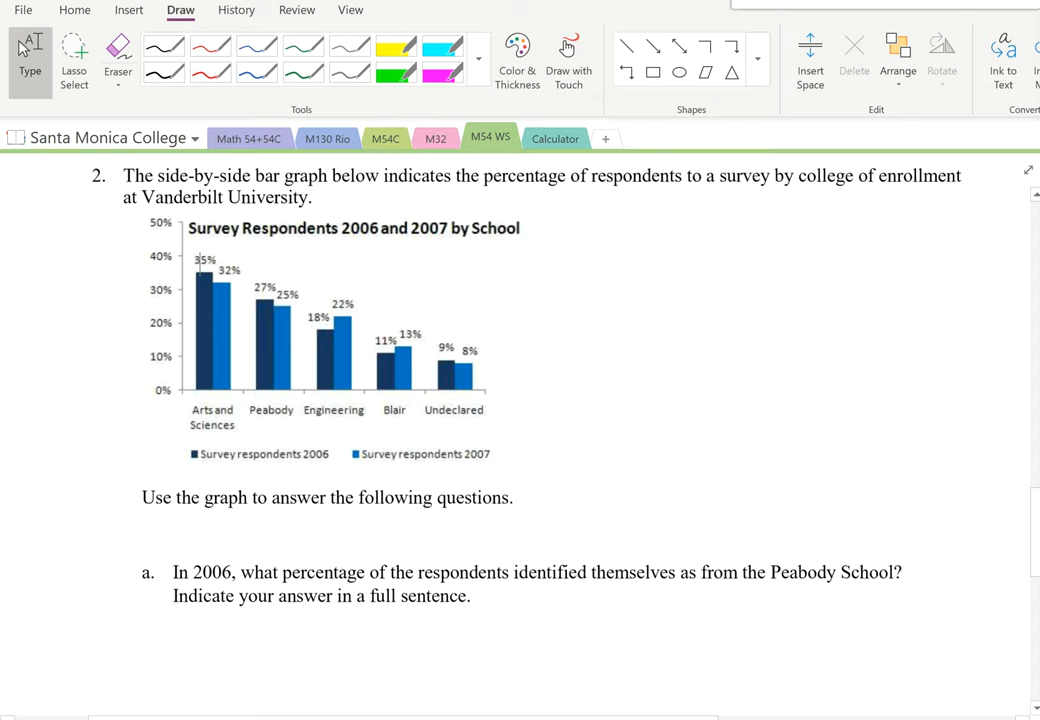 File Home Insert Draw History Review View
Type
Lasso Select
Eraser
Color & Thickness
Draw with Touch
Insert Space
Delete
Arrange
Rotate
Ink to Text
Tools Shapes Edit Convert
Santa Monica College Math 54+54C M130 Rio M54C M32 M54 WS Calculator +
2. The side-by-side bar graph below indicates the percentage of respondents to a survey by college of enrollment
at Vanderbilt University.
Survey Respondents 2006 and 2007 by School
50%
40%
30%
20%
10%
0%
35% 32% 27% 25% 18% 22% 11% 13% 9% 8%
Arts and Sciences Peabody Engineering Blair Undeclared
Survey respondents 2006 Survey respondents 2007
Use the graph to answer the following questions.
a. In 2006, what percentage of the respondents identified themselves as from the Peabody School?
Indicate your answer in a full sentence.